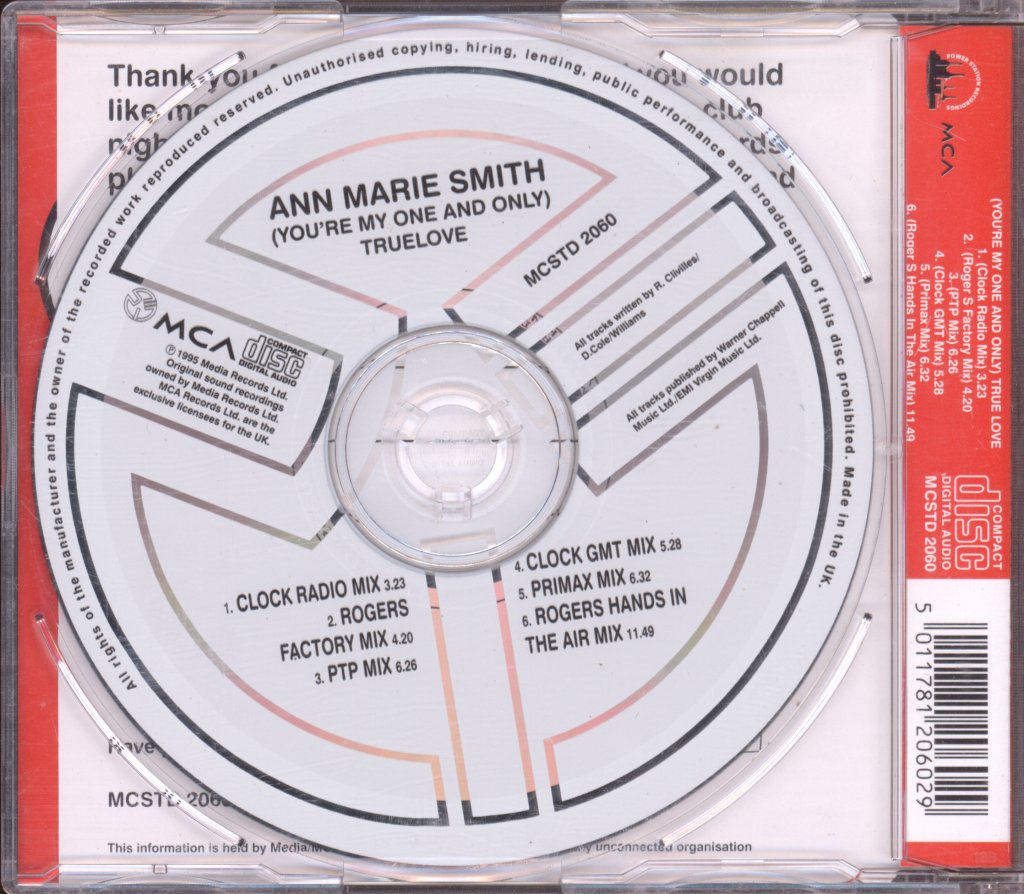 Thank you
you would
like
club
MCSTD
This information is held by
unconnected organisation
All rights of the manufacturer and the owner of the recorded work reproduced reserved. Unauthorised copying, hiring, lending, public performance and broadcasting of this disc prohibited. Made in the UK.
ANN MARIE SMITH
(YOU'RE MY ONE AND ONLY)
TRUELOVE
MCSTD 2060
All tracks written by R. Clivilles/
D.Cole/Williams
All tracks published by Warner Chappell
Music Ltd./EMI Virgin Music Ltd.
MCA
COMPACT
disc
DIGITAL AUDIO
℗ 1995 Media Records Ltd.
Original sound recordings
owned by Media Records Ltd.
MCA Records Ltd. are the
exclusive licensees for the UK.
1. CLOCK RADIO MIX 3.23
2. ROGERS
FACTORY MIX 4.20
3. PTP MIX 6.26
4. CLOCK GMT MIX 5.28
5. PRIMAX MIX 6.32
6. ROGERS HANDS IN
THE AIR MIX 11.49
POWER STATION RECORDINGS
MCA
(YOU'RE MY ONE AND ONLY) TRUE LOVE
1. (Clock Radio Mix) 3.23
2. (Roger S Factory Mix) 4.20
3. (PTP Mix) 6.26
4. (Clock GMT Mix) 5.28
5. (Primax Mix) 6.32
6. (Roger S Hands In The Air Mix) 11.49
COMPACT
disc
DIGITAL AUDIO
MCSTD 2060
5 011781 206029